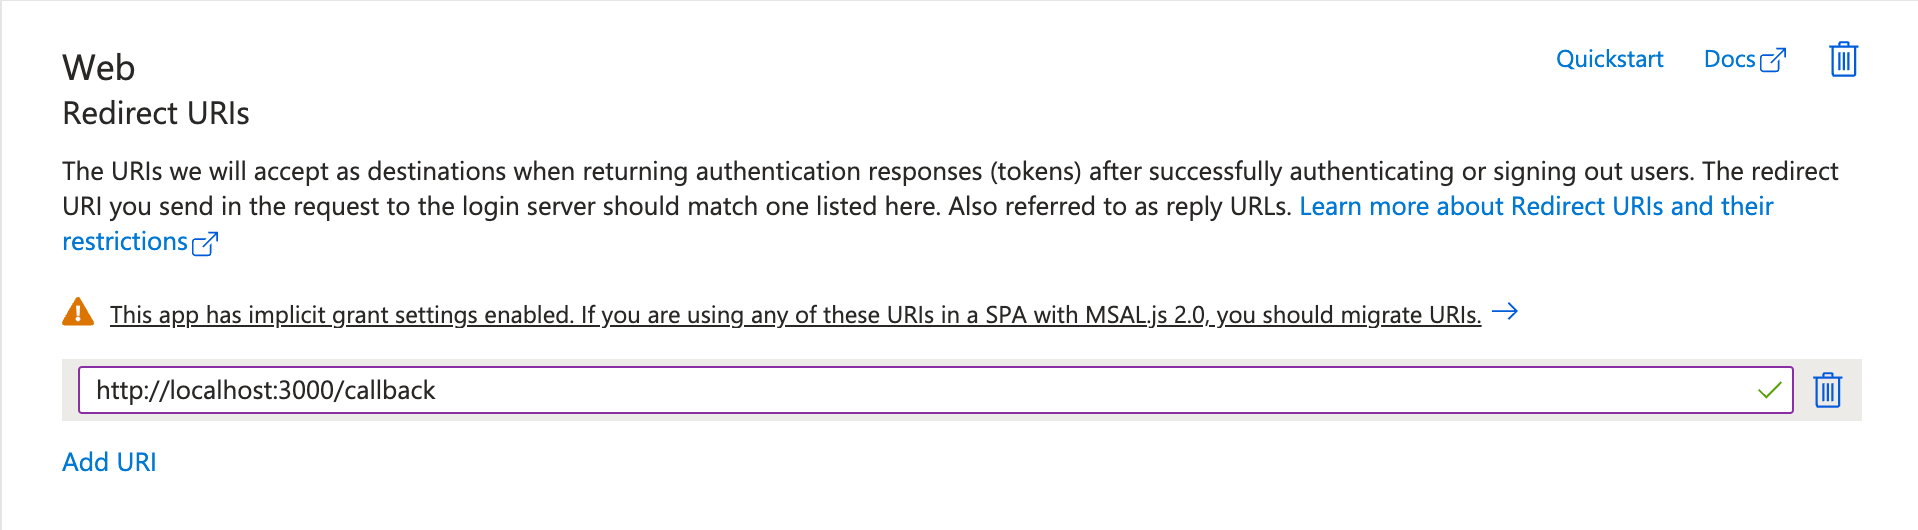 Web
Quickstart
Docs
Redirect URIs
The URIs we will accept as destinations when returning authentication responses (tokens) after successfully authenticating or signing out users. The redirect
URI you send in the request to the login server should match one listed here. Also referred to as reply URLs. Learn more about Redirect URIs and their
restrictions
This app has implicit grant settings enabled. If you are using any of these URIs in a SPA with MSAL.js 2.0, you should migrate URIs.
http://localhost:3000/callback
Add URI